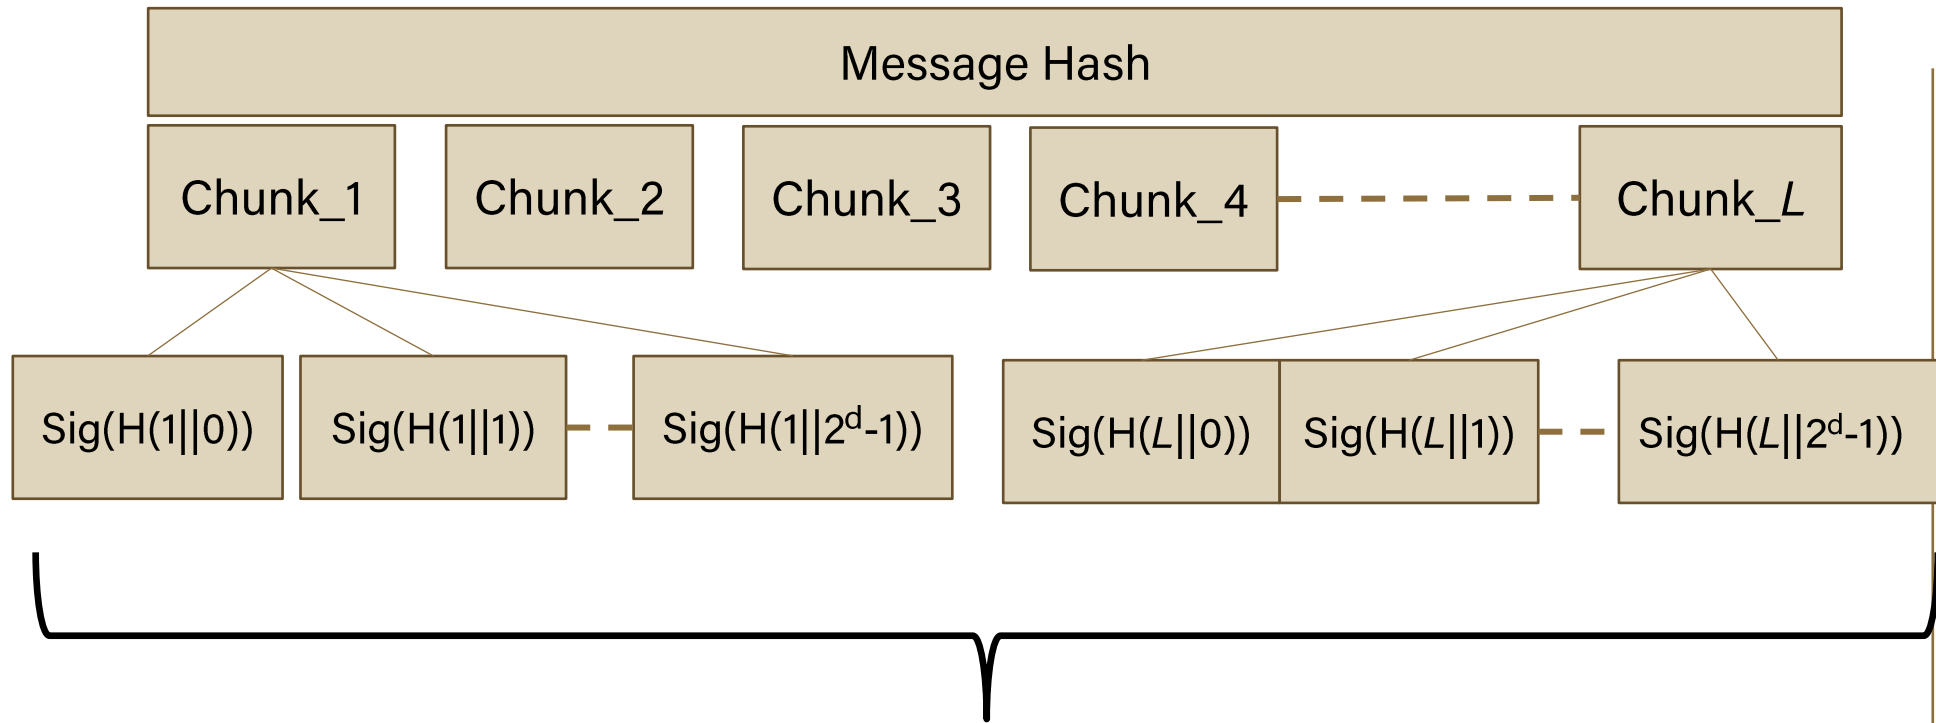 Message Hash
Chunk_1
Chunk_2
Chunk_3
Chunk_4
Chunk_L
Sig(H(1||0))
Sig(H(1||1))
Sig(H(1||2ᵈ-1))
Sig(H(L||0))
Sig(H(L||1))
Sig(H(L||2ᵈ-1))